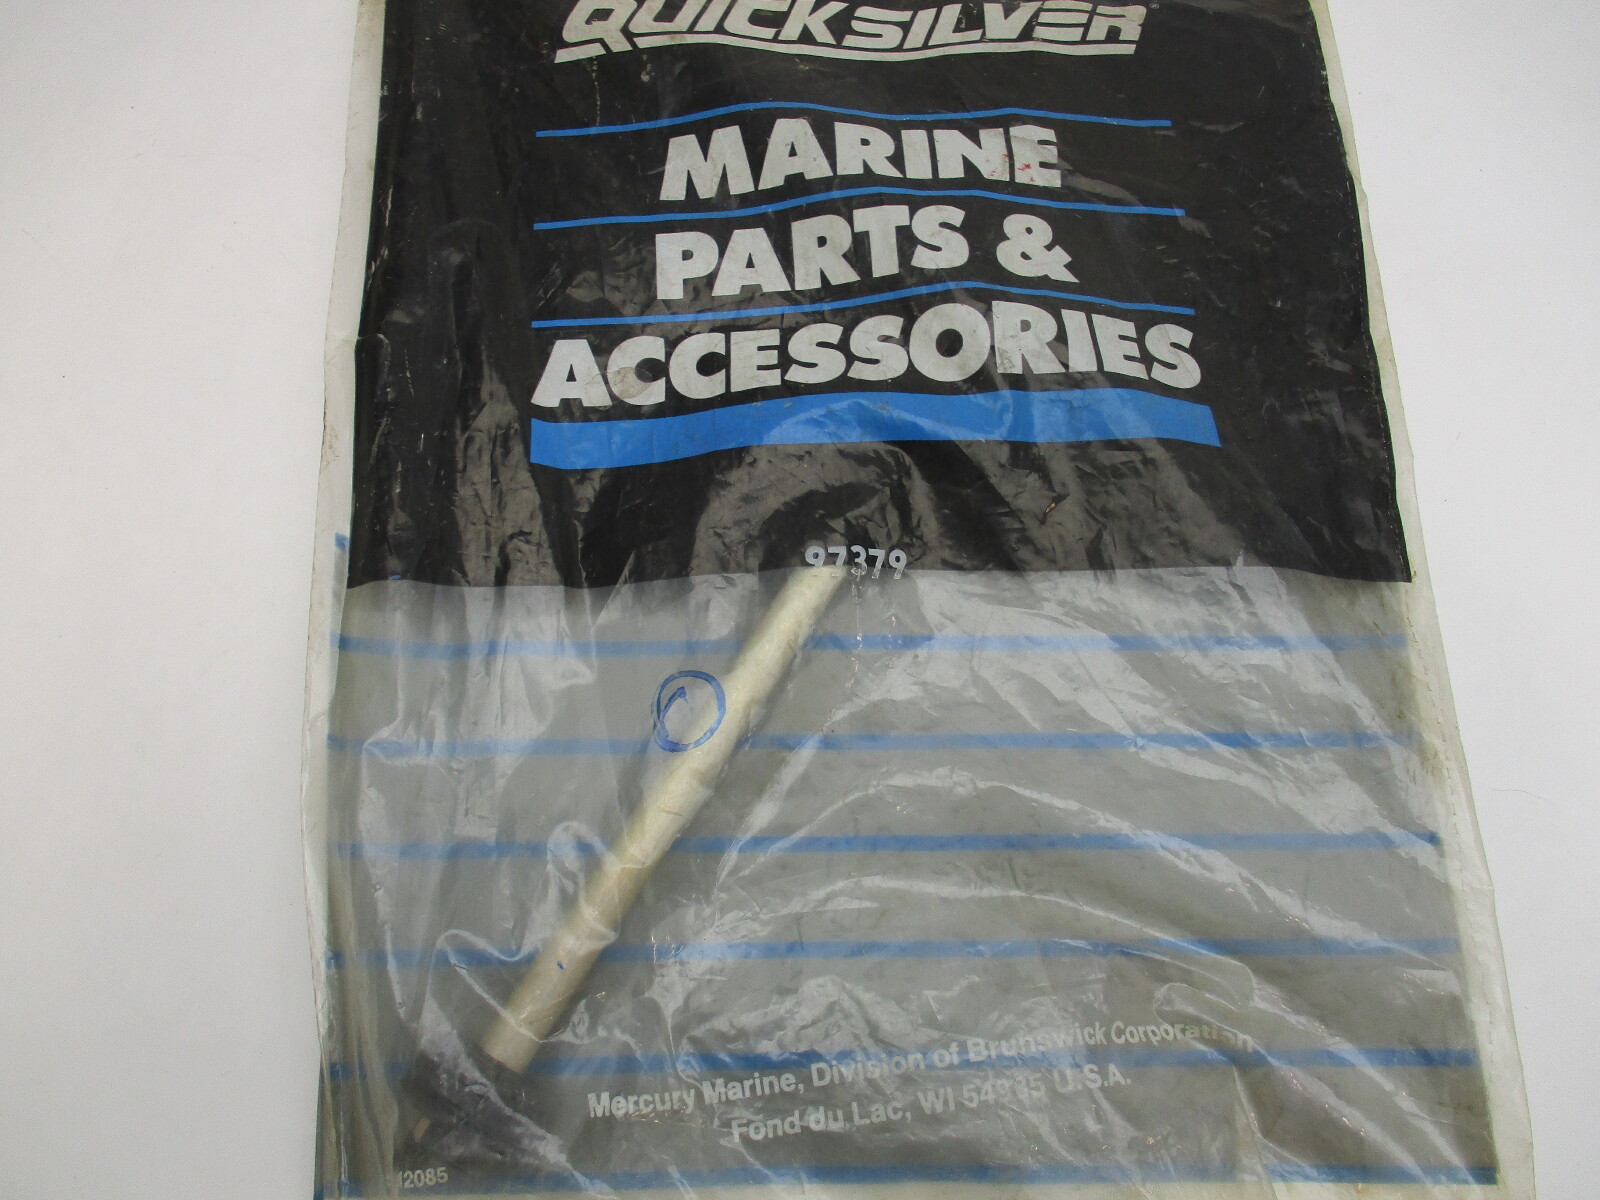 QUICKSILVER
MARINE
PARTS &
ACCESSORIES
97379
Mercury Marine, Division of Brunswick Corporation
Fond du Lac, WI 54935 U.S.A.